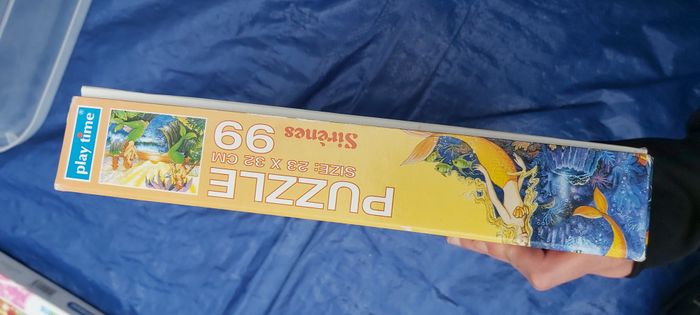 play time®
PUZZLE
SIZE: 23 X 32 CM
99
Sirènes